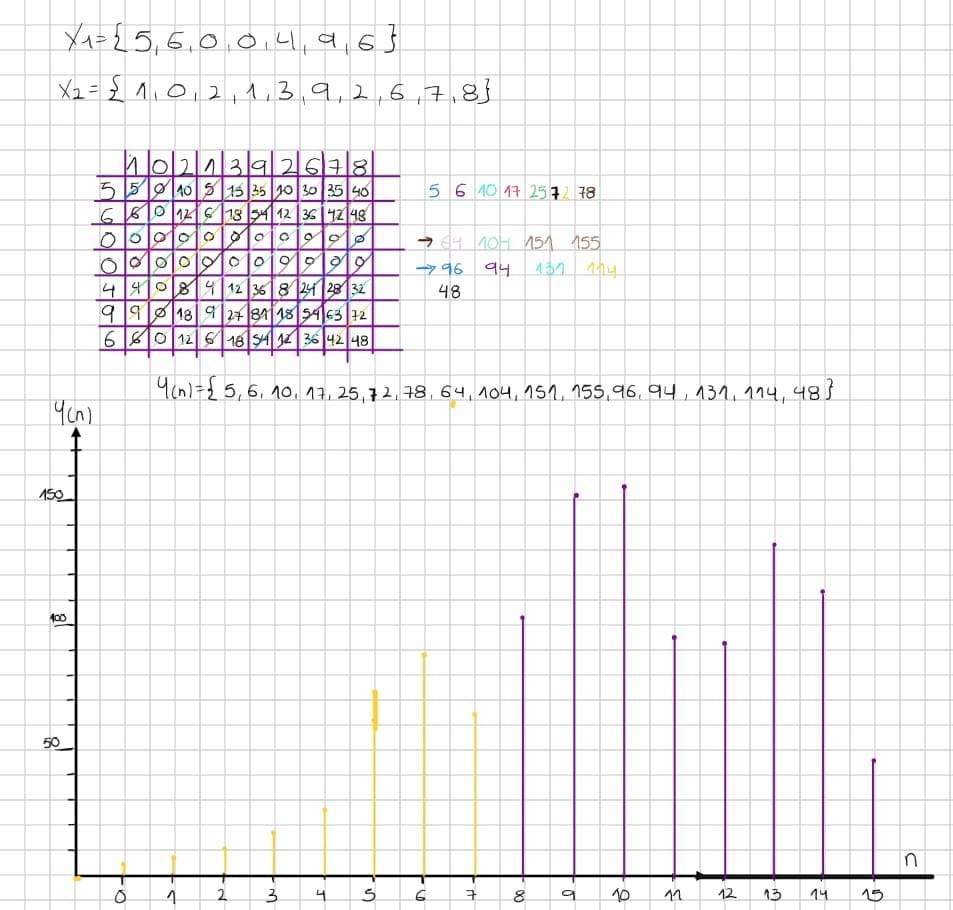 X1={5,6,0,0,4,9,6}
X2={1,0,2,1,3,9,2,6,7,8}
1 0 2 1 3 9 2 6 7 8
5 5 0 10 5 15 35 10 30 35 40
5 6 10 17 25 72 78
6 6 0 12 6 18 54 12 36 42 48
0 0 0 0 0 0 0 0 0 0 0
→ 64 104 151 155
0 0 0 0 0 0 0 0 0 0 0
→ 96 94 131 114
4 4 0 8 4 12 36 8 24 28 32
48
9 9 0 18 9 27 81 18 54 63 72
6 6 0 12 6 18 54 12 36 42 48
Y(n)={5,6,10,17,25,72,78,64,104,151,155,96,94,131,114,48}
Y(n)
150
100
50
n
0 1 2 3 4 5 6 7 8 9 10 11 12 13 14 15